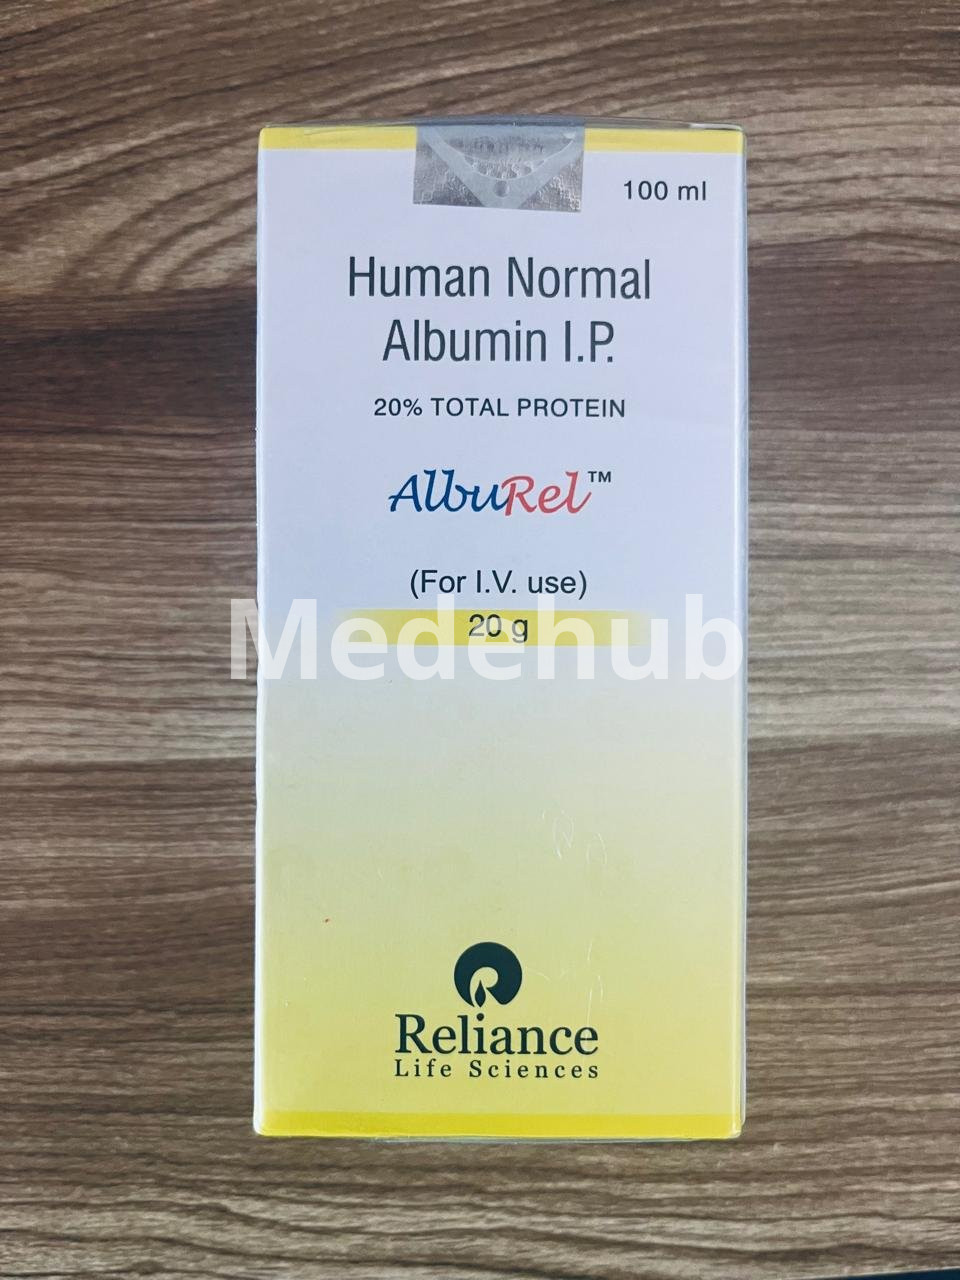 100 ml
Human Normal
Albumin I.P.
20% TOTAL PROTEIN
AlbuRel™
(For I.V. use)
20 g
Medehub
Reliance
Life Sciences